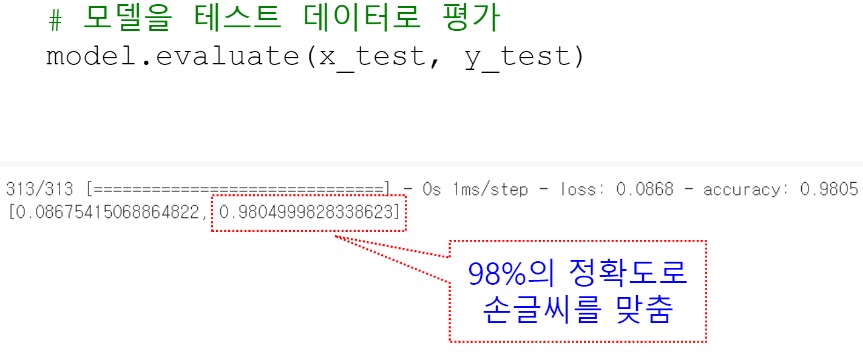 # 모델을 테스트 데이터로 평가
model.evaluate(x_test, y_test)
313/313 [==============================] - 0s 1ms/step - loss: 0.0868 - accuracy: 0.9805
[0.08675415068864822, 0.9804999828338623]
98%의 정확도로
손글씨를 맞춤